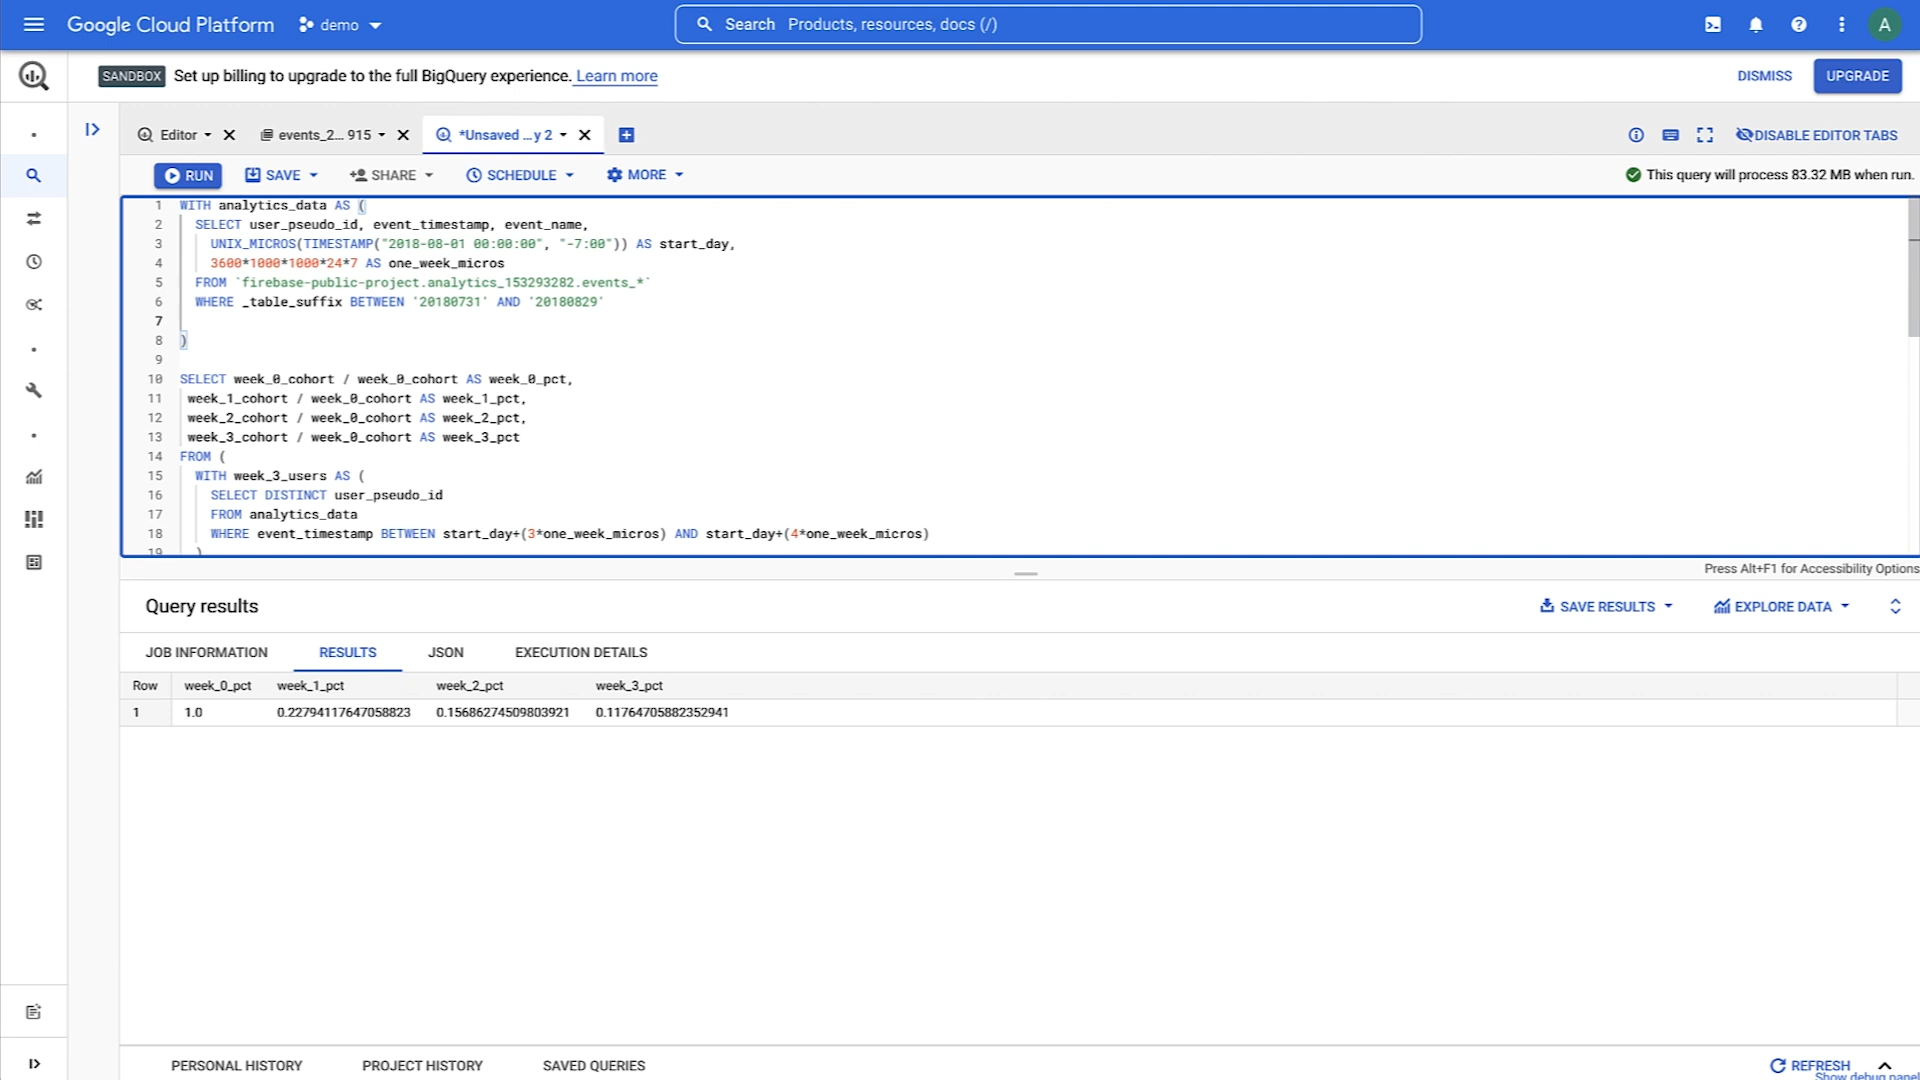 Google Cloud Platform demo Search Products, resources, docs (/) A
SANDBOX Set up billing to upgrade to the full BigQuery experience. Learn more DISMISS UPGRADE
Editor events_2... 915 *Unsaved ...y 2 DISABLE EDITOR TABS
RUN SAVE SHARE SCHEDULE MORE This query will process 83.32 MB when run.
1 WITH analytics_data AS (
2 SELECT user_pseudo_id, event_timestamp, event_name,
3 UNIX_MICROS(TIMESTAMP("2018-08-01 00:00:00", "-7:00")) AS start_day,
4 3600*1000*1000*24*7 AS one_week_micros
5 FROM `firebase-public-project.analytics_153293282.events_*`
6 WHERE _table_suffix BETWEEN '20180731' AND '20180829'
7
8 )
9
10 SELECT week_0_cohort / week_0_cohort AS week_0_pct,
11 week_1_cohort / week_0_cohort AS week_1_pct,
12 week_2_cohort / week_0_cohort AS week_2_pct,
13 week_3_cohort / week_0_cohort AS week_3_pct
14 FROM (
15 WITH week_3_users AS (
16 SELECT DISTINCT user_pseudo_id
17 FROM analytics_data
18 WHERE event_timestamp BETWEEN start_day+(3*one_week_micros) AND start_day+(4*one_week_micros)
19 )
Press Alt+F1 for Accessibility Options
Query results SAVE RESULTS EXPLORE DATA
JOB INFORMATION RESULTS JSON EXECUTION DETAILS
Row week_0_pct week_1_pct week_2_pct week_3_pct
1 1.0 0.22794117647058823 0.15686274509803921 0.11764705882352941
PERSONAL HISTORY PROJECT HISTORY SAVED QUERIES REFRESH
Show debug panel